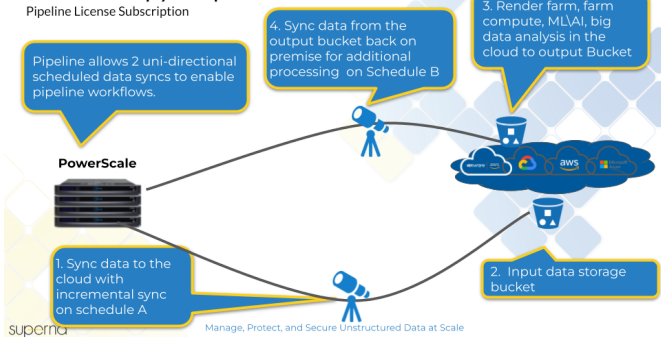 Pipeline License Subscription
Pipeline allows 2 uni-directional
scheduled data syncs to enable
pipeline workflows.
4. Sync data from the
output bucket back on
premise for additional
processing on Schedule B
3. Render farm, farm
compute, ML\AI, big
data analysis in the
cloud to output Bucket
PowerScale
aws
1. Sync data to the
cloud with
incremental sync
on schedule A
2. Input data storage
bucket
superna
Manage, Protect, and Secure Unstructured Data at Scale